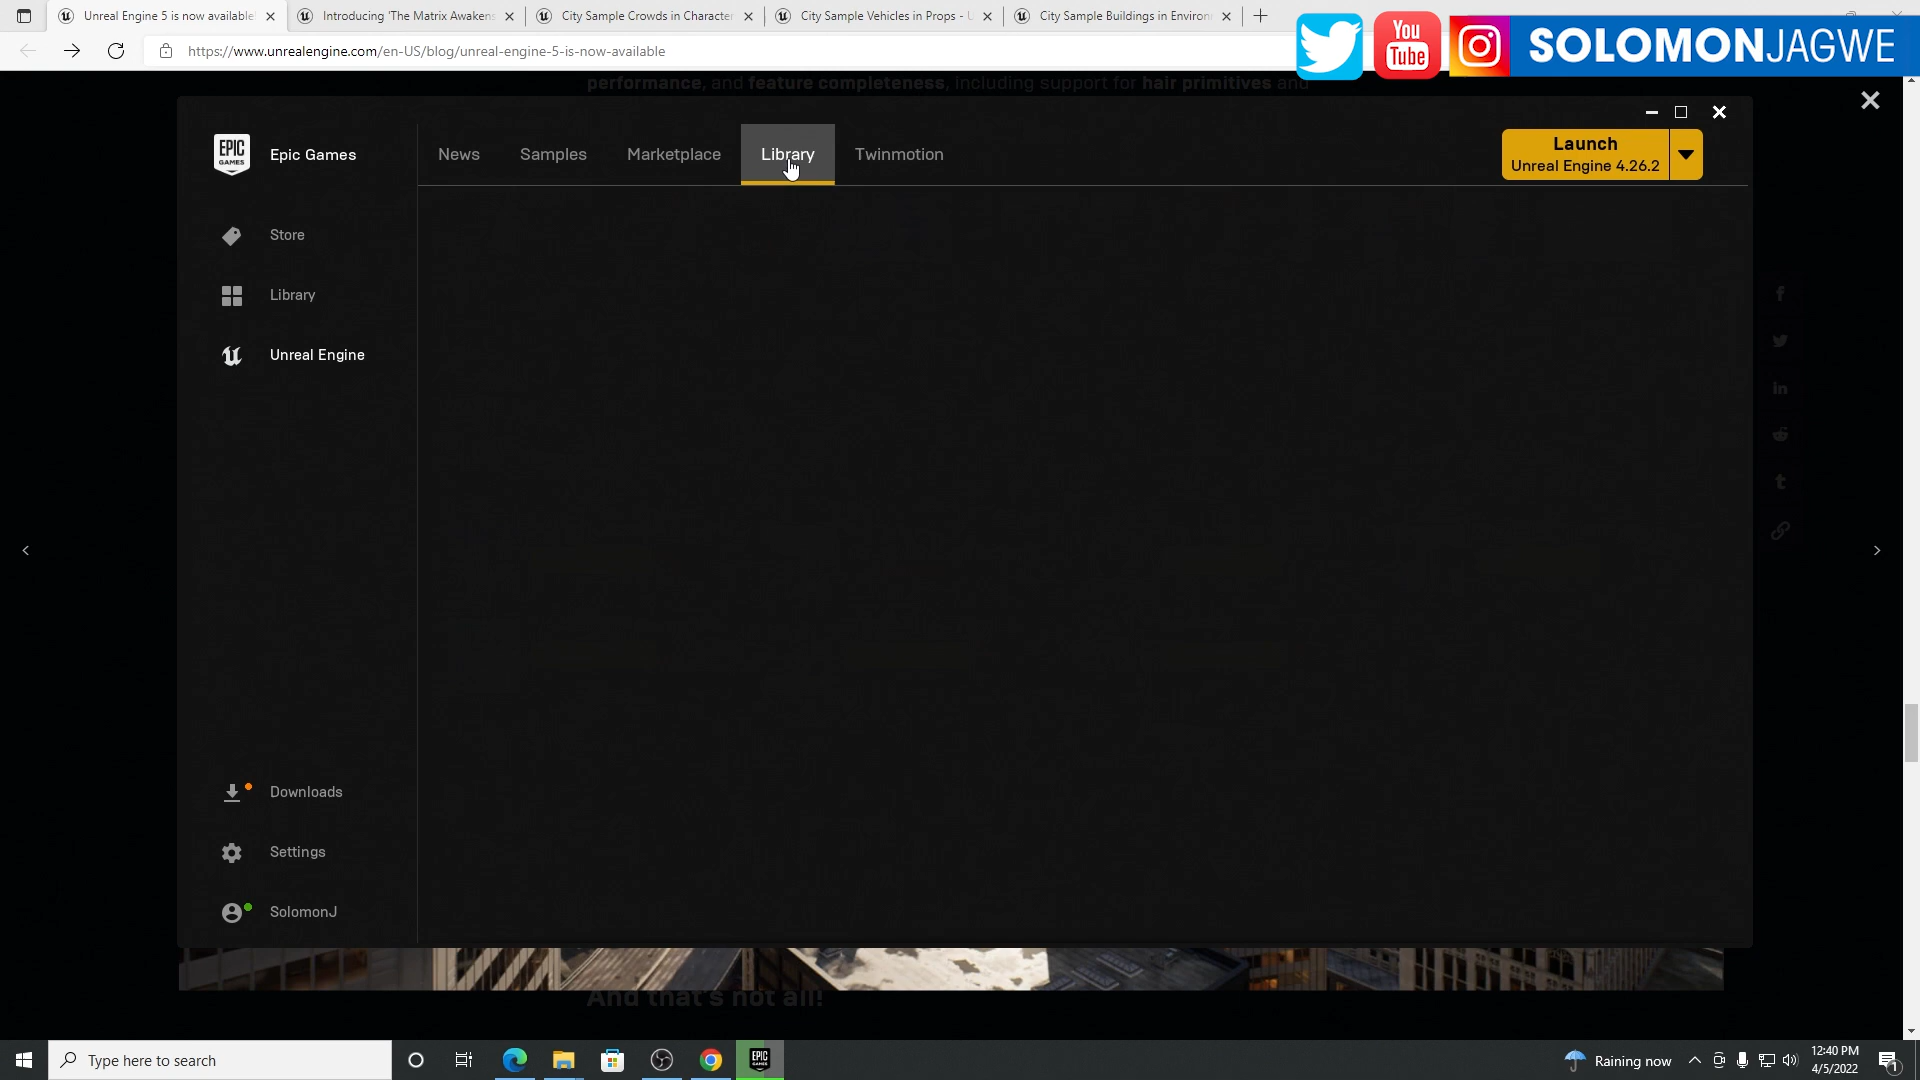 Unreal Engine 5 is now available!
Introducing 'The Matrix Awakens
City Sample Crowds in Character
City Sample Vehicles in Props - U
City Sample Buildings in Environ
https://www.unrealengine.com/en-US/blog/unreal-engine-5-is-now-available
You
Tube
SOLOMONJAGWE
performance, and feature completeness, including support for hair primitives and
EPIC
GAMES
Epic Games
News
Samples
Marketplace
Library
Twinmotion
Launch
Unreal Engine 4.26.2
Store
Library
Unreal Engine
Downloads
Settings
SolomonJ
And that's not all!
Type here to search
EPIC
GAMES
Raining now
12:40 PM
4/5/2022
1